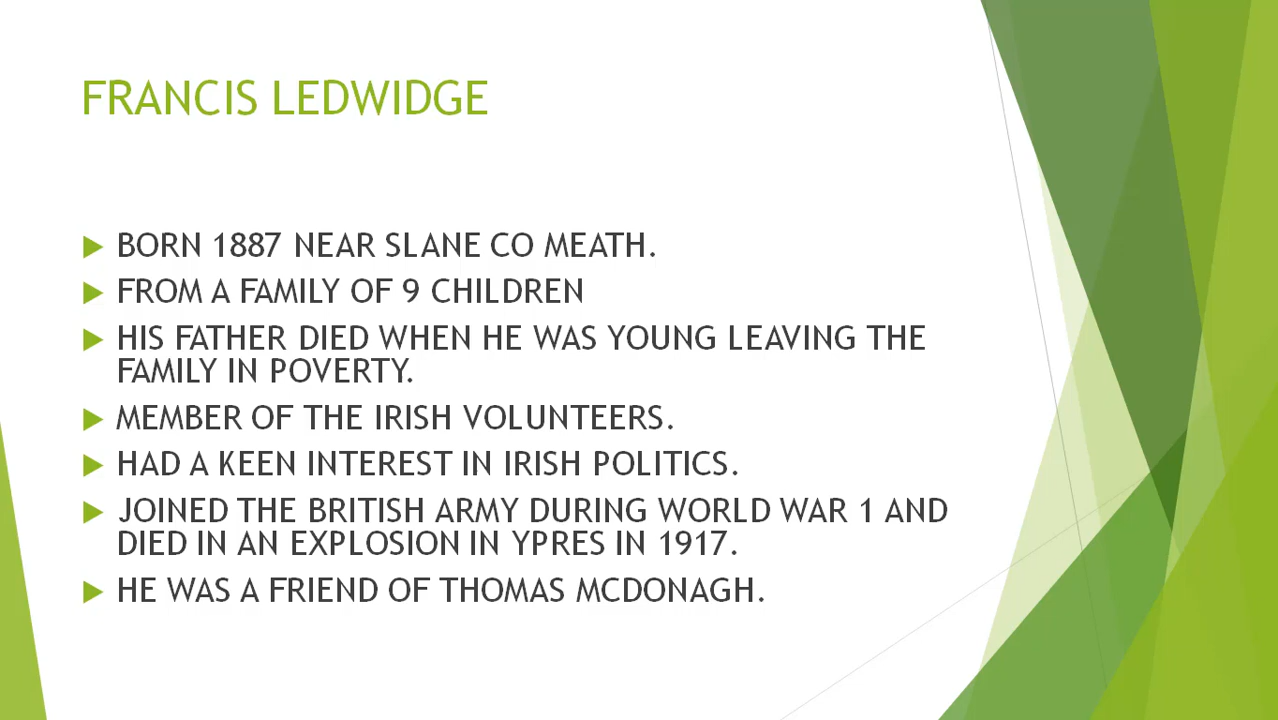 FRANCIS LEDWIDGE
BORN 1887 NEAR SLANE CO MEATH.
FROM A FAMILY OF 9 CHILDREN
HIS FATHER DIED WHEN HE WAS YOUNG LEAVING THE
FAMILY IN POVERTY.
MEMBER OF THE IRISH VOLUNTEERS.
HAD A KEEN INTEREST IN IRISH POLITICS.
JOINED THE BRITISH ARMY DURING WORLD WAR 1 AND
DIED IN AN EXPLOSION IN YPRES IN 1917.
HE WAS A FRIEND OF THOMAS MCDONAGH.